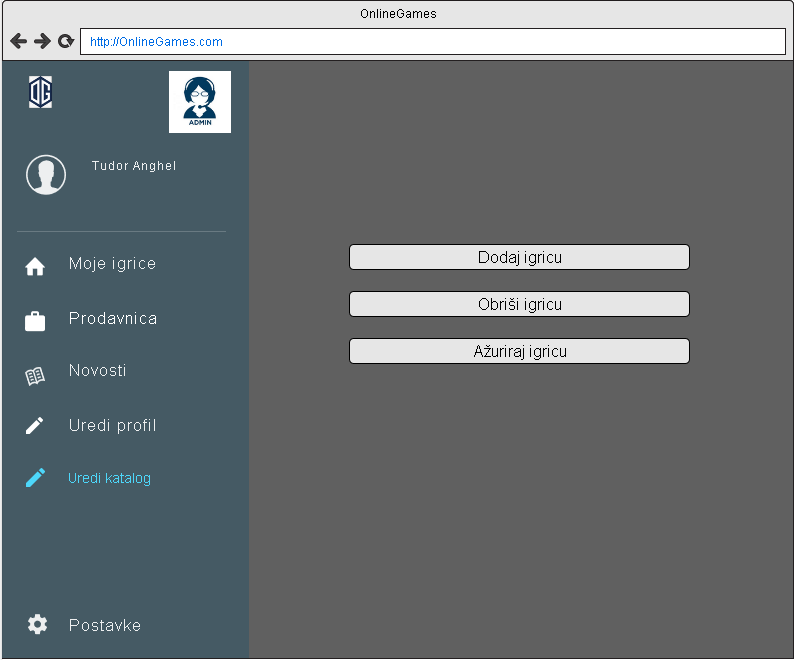 OnlineGames
http://OnlineGames.com
OG
ADMIN
Tudor Anghel
Moje igrice
Prodavnica
Novosti
Uredi profil
Uredi katalog
Postavke
Dodaj igricu
Obriši igricu
Ažuriraj igricu